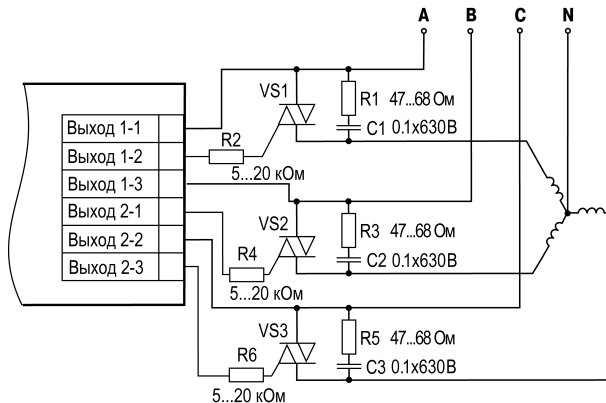 A B C N
VS1
R1 47...68 Ом
C1 0.1x630В
Выход 1-1
R2
Выход 1-2
5...20 кОм
Выход 1-3
VS2
Выход 2-1
R3 47...68 Ом
Выход 2-2
R4
C2 0.1x630В
Выход 2-3
5...20 кОм
VS3
R5 47...68 Ом
R6
C3 0.1x630В
5...20 кОм